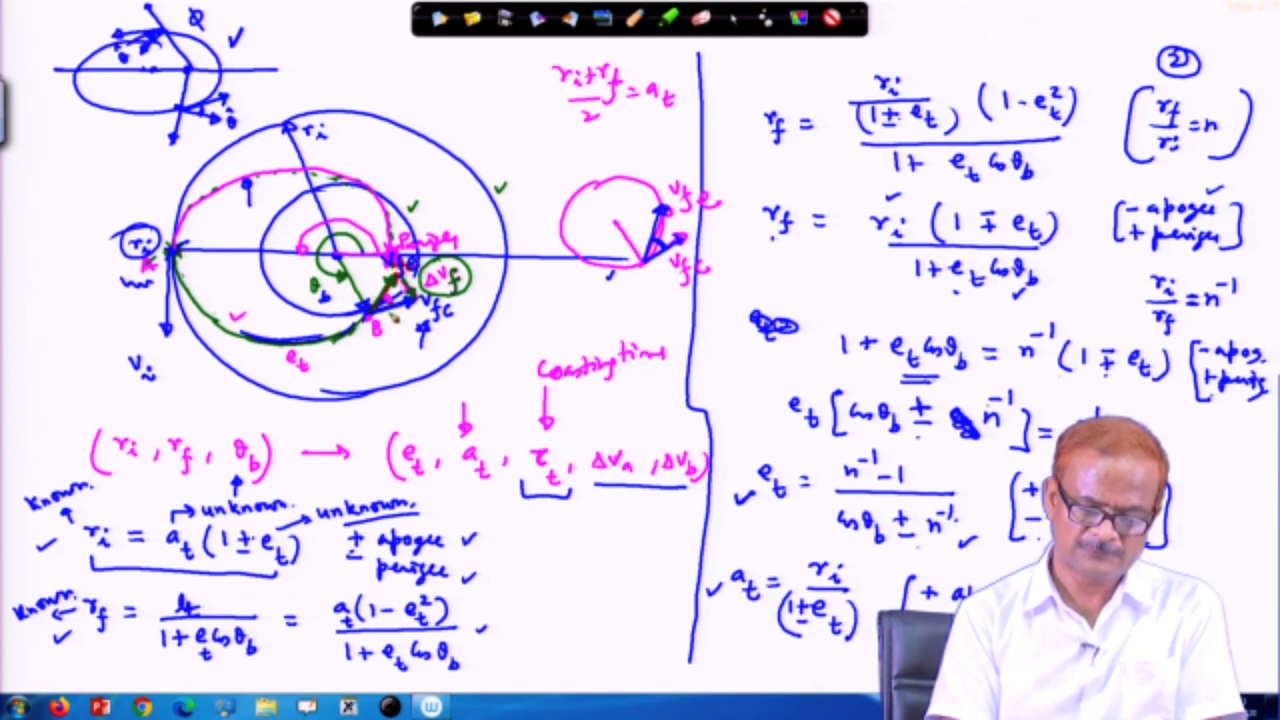 Q
θ
θ̂
r_i
(r_i + r_f)/2 = a_t
v_fe
v_fc
r_i
A
v_i
θ_b
Δv_f
v_fc
B
e_t
coasting time
(r_i, r_f, θ_b) → (e_t, a_t, τ_t, Δv_a, Δv_b)
known. unknown. unknown.
r_i = a_t (1 ± e_t) ± apogee
perigee
known.
r_f = l_t / (1 + e_t cos θ_b) = a_t (1 - e_t²) / (1 + e_t cos θ_b)
②
r_f = (r_i / (1 ± e_t)) (1 - e_t²) / (1 + e_t cos θ_b) (r_f / r_i = n)
r_f = r_i (1 ∓ e_t) / (1 + e_t cos θ_b) [- apogee
+ perigee]
r_i / r_f = n⁻¹
1 + e_t cos θ_b = n⁻¹ (1 ∓ e_t) [- apog.
+ perige]
e_t [cos θ_b ± n⁻¹] =
e_t = (n⁻¹ - 1) / (cos θ_b ± n⁻¹) [+
-]
a_t = r_i / (1 ± e_t)